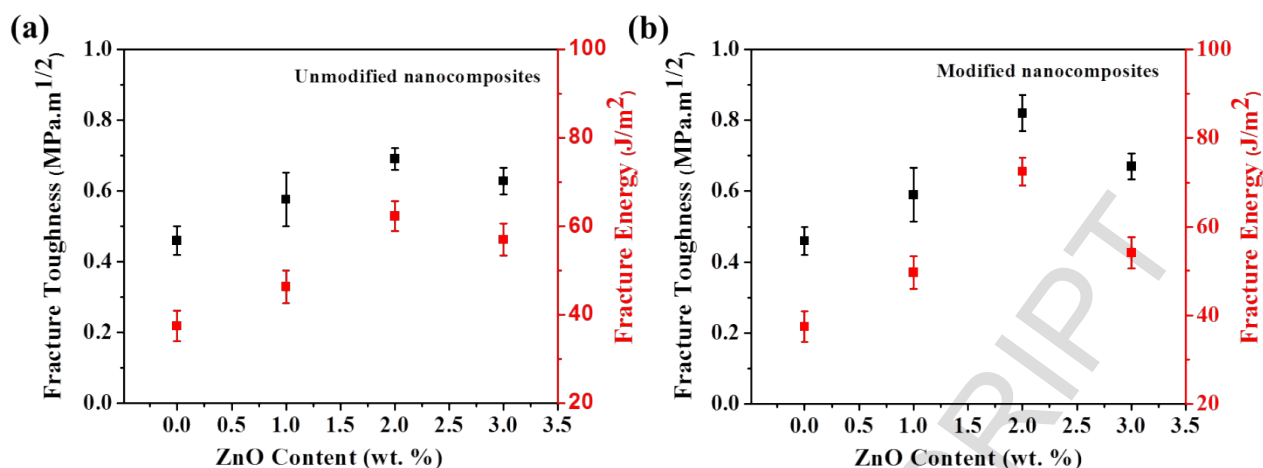 (a)
Unmodified nanocomposites
Fracture Toughness (MPa.m1/2)
1.0
0.8
0.6
0.4
0.2
0.0
100
80
60
40
20
Fracture Energy (J/m2)
0.0 0.5 1.0 1.5 2.0 2.5 3.0 3.5
ZnO Content (wt. %)
(b)
Modified nanocomposites
Fracture Toughness (MPa.m1/2)
1.0
0.8
0.6
0.4
0.2
0.0
100
80
60
40
20
Fracture Energy (J/m2)
0.0 0.5 1.0 1.5 2.0 2.5 3.0 3.5
ZnO Content (wt. %)
RIPT